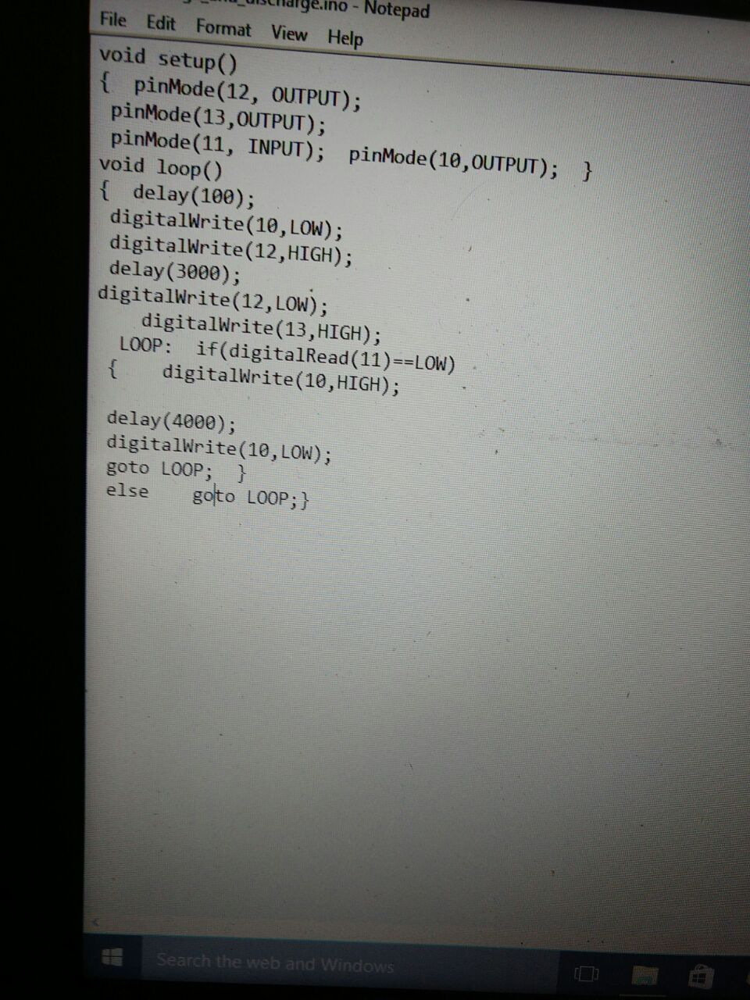 discharge.ino - Notepad
File Edit Format View Help
void setup()
{ pinMode(12, OUTPUT);
pinMode(13,OUTPUT);
pinMode(11, INPUT); pinMode(10,OUTPUT); }
void loop()
{ delay(100);
digitalWrite(10,LOW);
digitalWrite(12,HIGH);
delay(3000);
digitalWrite(12,LOW);
digitalWrite(13,HIGH);
LOOP: if(digitalRead(11)==LOW)
{ digitalWrite(10,HIGH);
delay(4000);
digitalWrite(10,LOW);
goto LOOP; }
else goto LOOP;}
Search the web and Windows